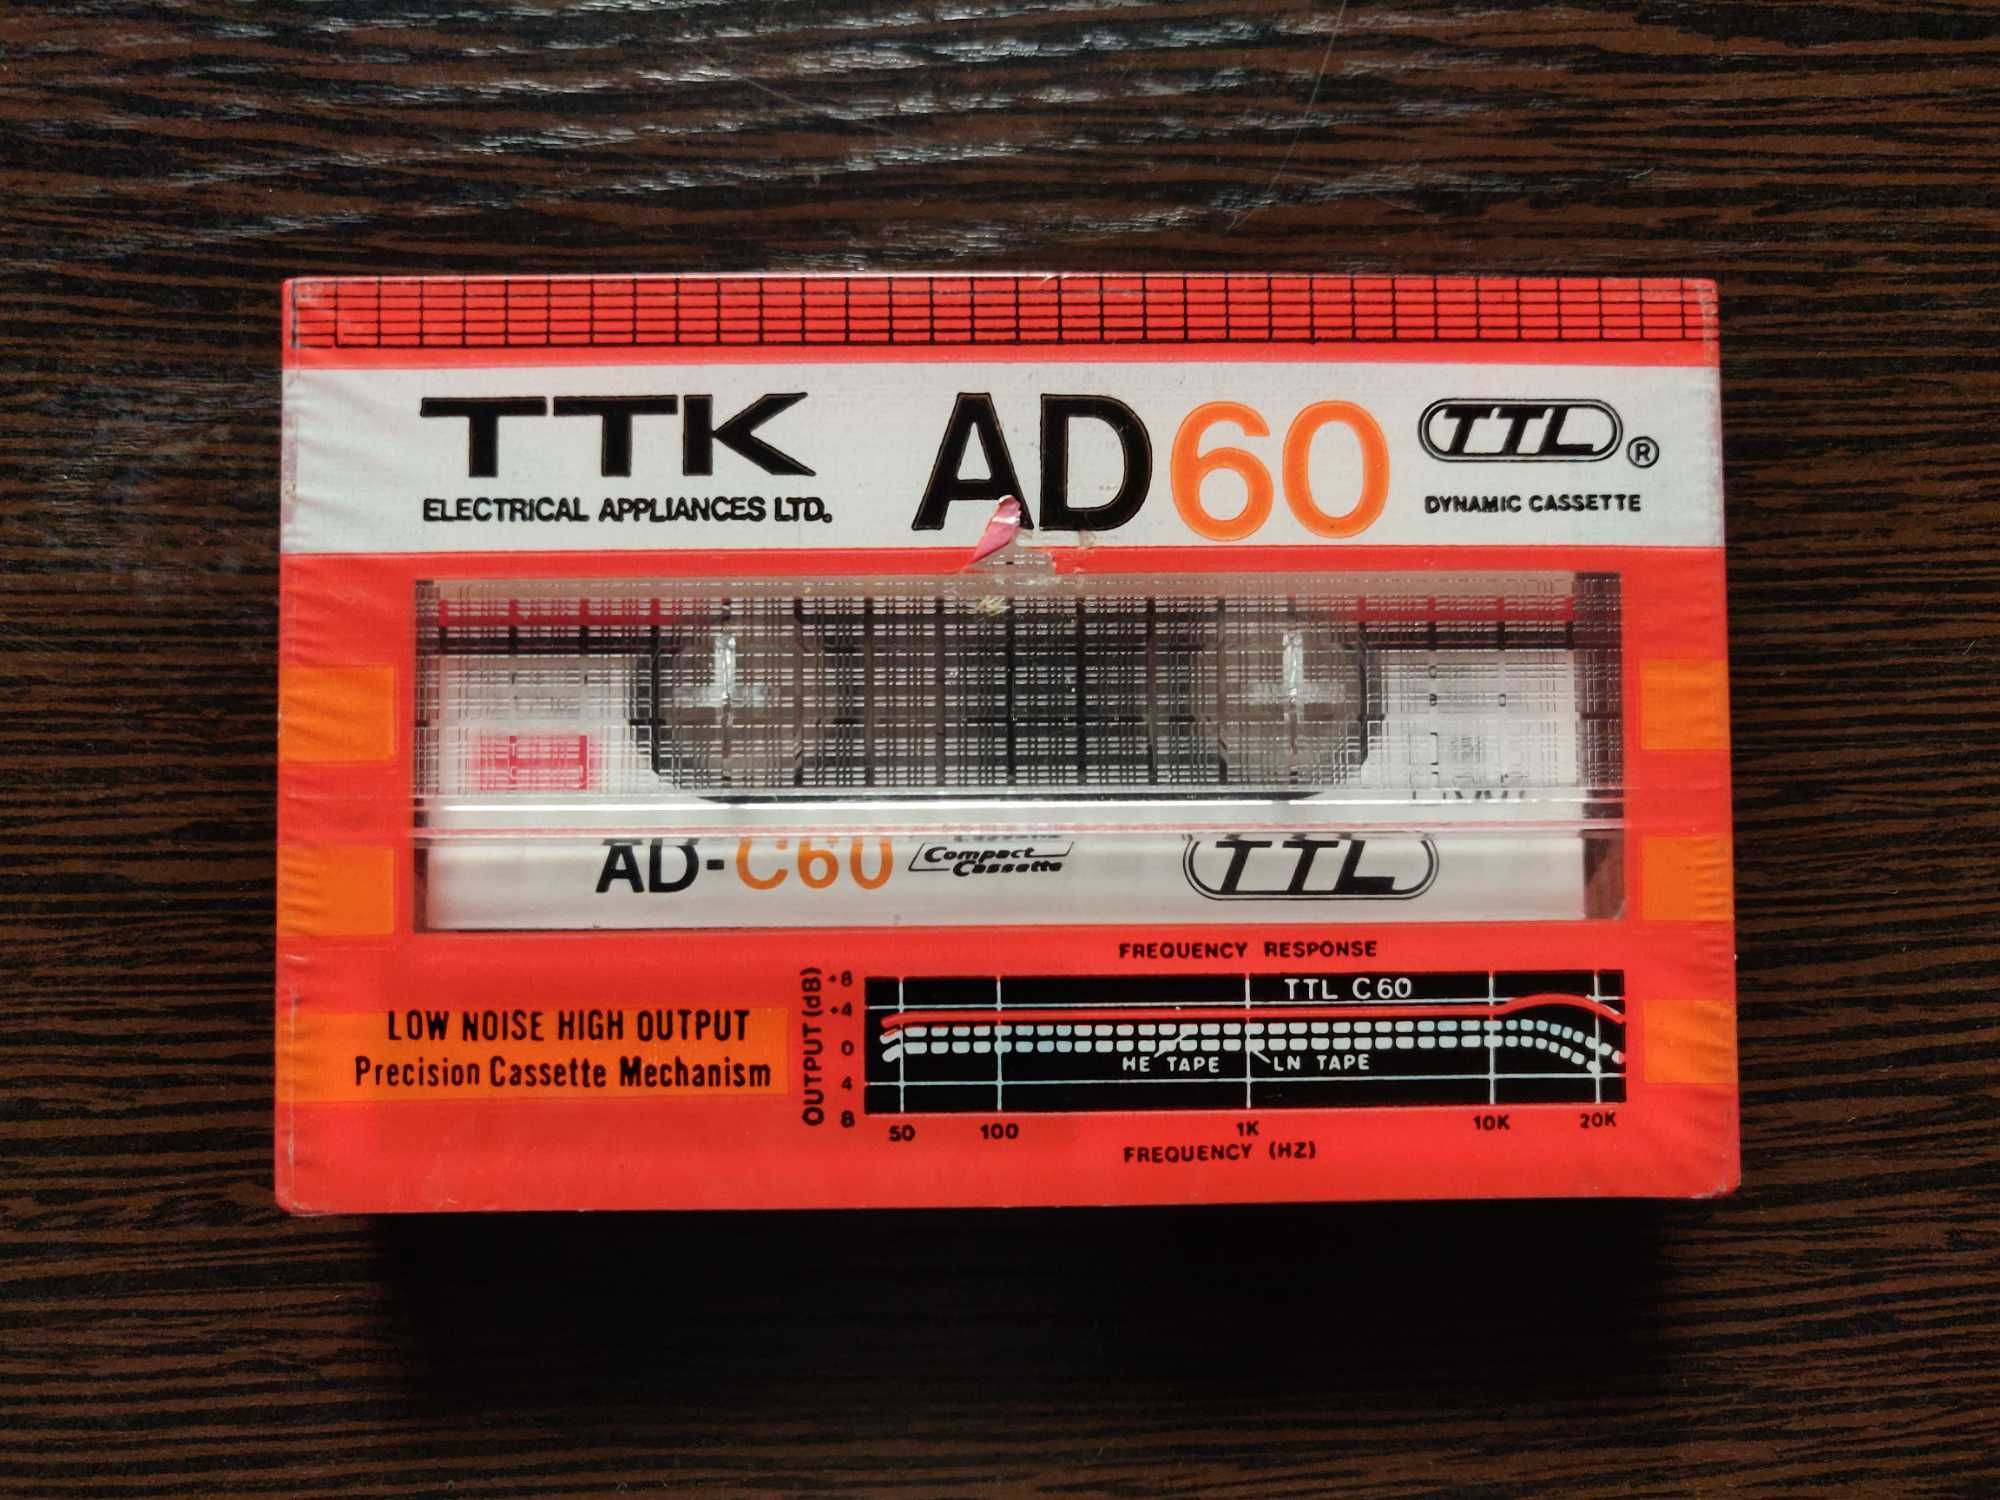 TTK AD60 TTL ®
ELECTRICAL APPLIANCES LTD.
DYNAMIC CASSETTE
AD-C60 Compact Cassette TTL
LOW NOISE HIGH OUTPUT
Precision Cassette Mechanism
FREQUENCY RESPONSE
OUTPUT (dB)
+8
+4
0
4
8
TTL C60
HE TAPE
LN TAPE
50 100 1K 10K 20K
FREQUENCY (HZ)